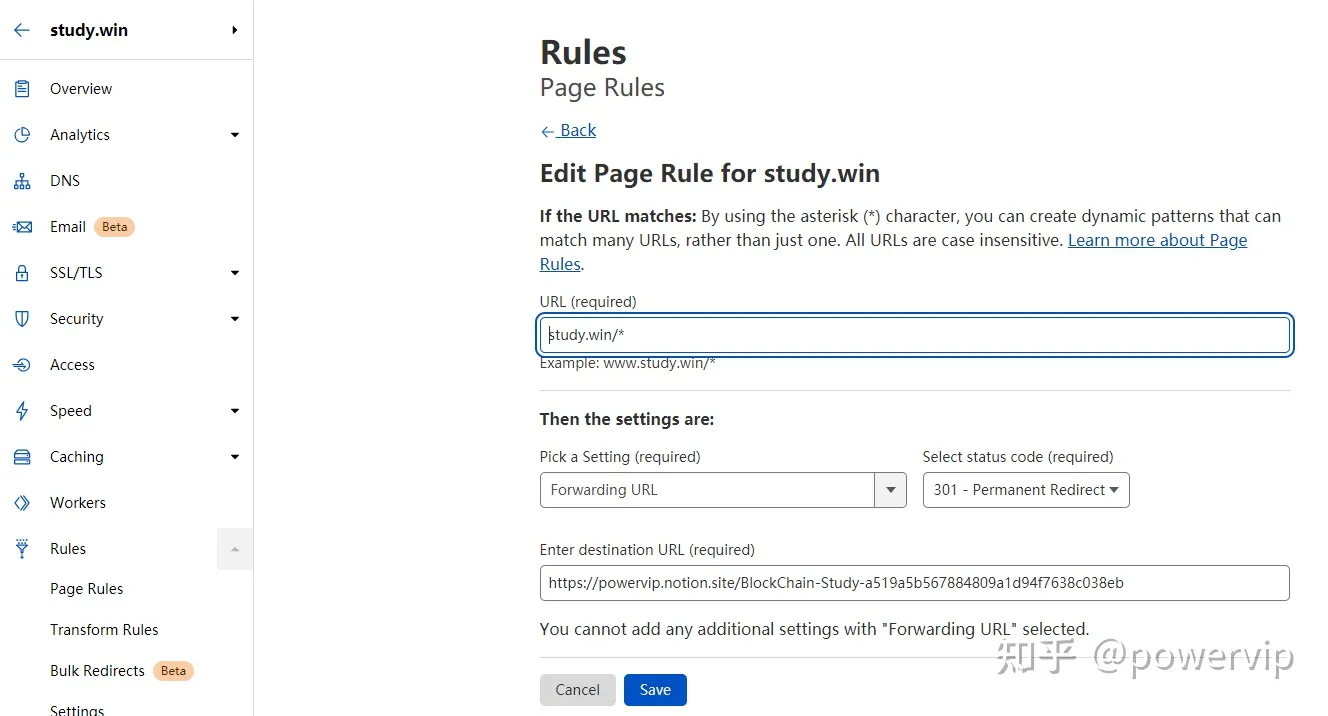 study.win
Overview
Analytics
DNS
Email Beta
SSL/TLS
Security
Access
Speed
Caching
Workers
Rules
Page Rules
Transform Rules
Bulk Redirects Beta
Settings
Rules
Page Rules
← Back
Edit Page Rule for study.win
If the URL matches: By using the asterisk (*) character, you can create dynamic patterns that can
match many URLs, rather than just one. All URLs are case insensitive. Learn more about Page
Rules.
URL (required)
study.win/*
Example: www.study.win/*
Then the settings are:
Pick a Setting (required) Select status code (required)
Forwarding URL 301 - Permanent Redirect
Enter destination URL (required)
https://powervip.notion.site/BlockChain-Study-a519a5b567884809a1d94f7638c038eb
You cannot add any additional settings with "Forwarding URL" selected.
知乎 @powervip
Cancel Save